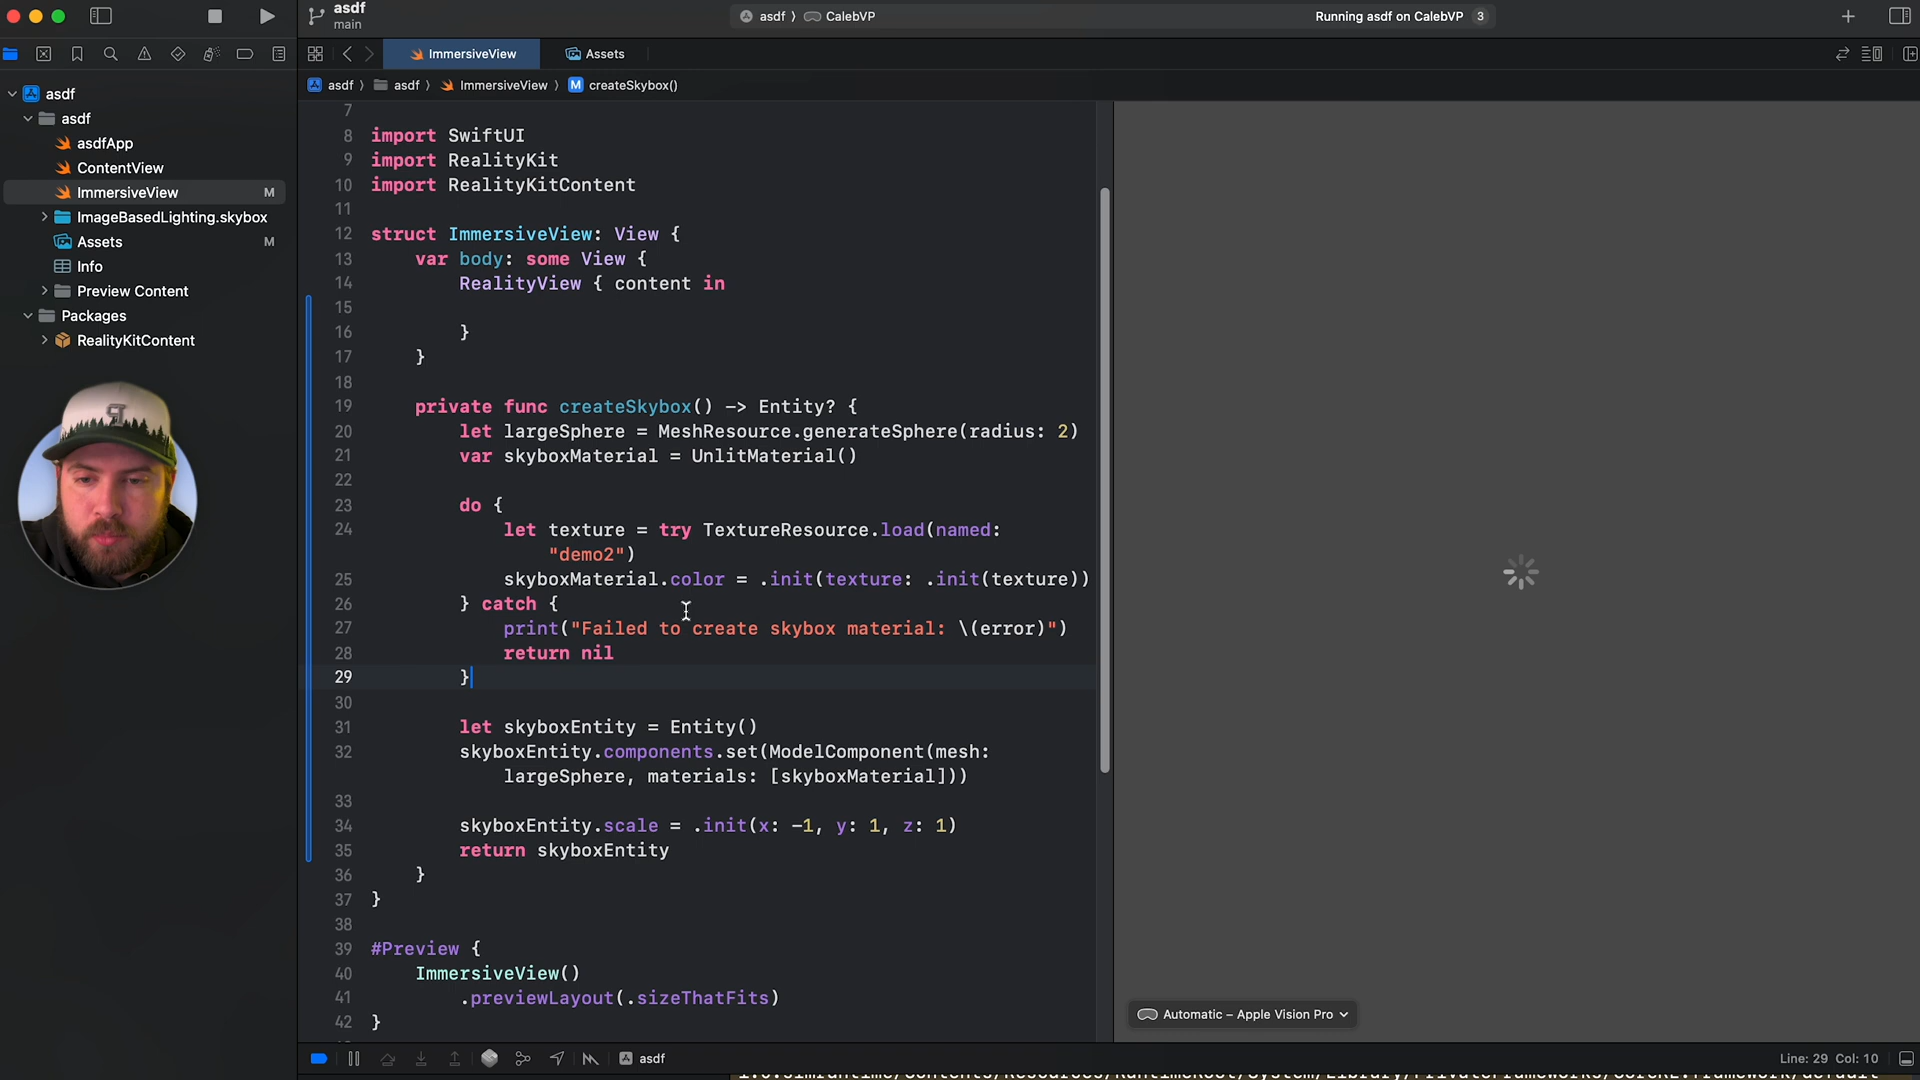 asdf
main
asdf ⟩ CalebVP
Running asdf on CalebVP 3
ImmersiveView
Assets
asdf ⟩ asdf ⟩ ImmersiveView ⟩ M createSkybox()
asdf
asdf
asdfApp
ContentView
ImmersiveView M
ImageBasedLighting.skybox
Assets M
Info
Preview Content
Packages
RealityKitContent
7
8 import SwiftUI
9 import RealityKit
10 import RealityKitContent
11
12 struct ImmersiveView: View {
13 var body: some View {
14 RealityView { content in
15
16 }
17 }
18
19 private func createSkybox() -> Entity? {
20 let largeSphere = MeshResource.generateSphere(radius: 2)
21 var skyboxMaterial = UnlitMaterial()
22
23 do {
24 let texture = try TextureResource.load(named:
"demo2")
25 skyboxMaterial.color = .init(texture: .init(texture))
26 } catch {
27 print("Failed to create skybox material: \(error)")
28 return nil
29 }
30
31 let skyboxEntity = Entity()
32 skyboxEntity.components.set(ModelComponent(mesh:
largeSphere, materials: [skyboxMaterial]))
33
34 skyboxEntity.scale = .init(x: -1, y: 1, z: 1)
35 return skyboxEntity
36 }
37 }
38
39 #Preview {
40 ImmersiveView()
41 .previewLayout(.sizeThatFits)
42 }
Automatic – Apple Vision Pro
asdf
Line: 29 Col: 10